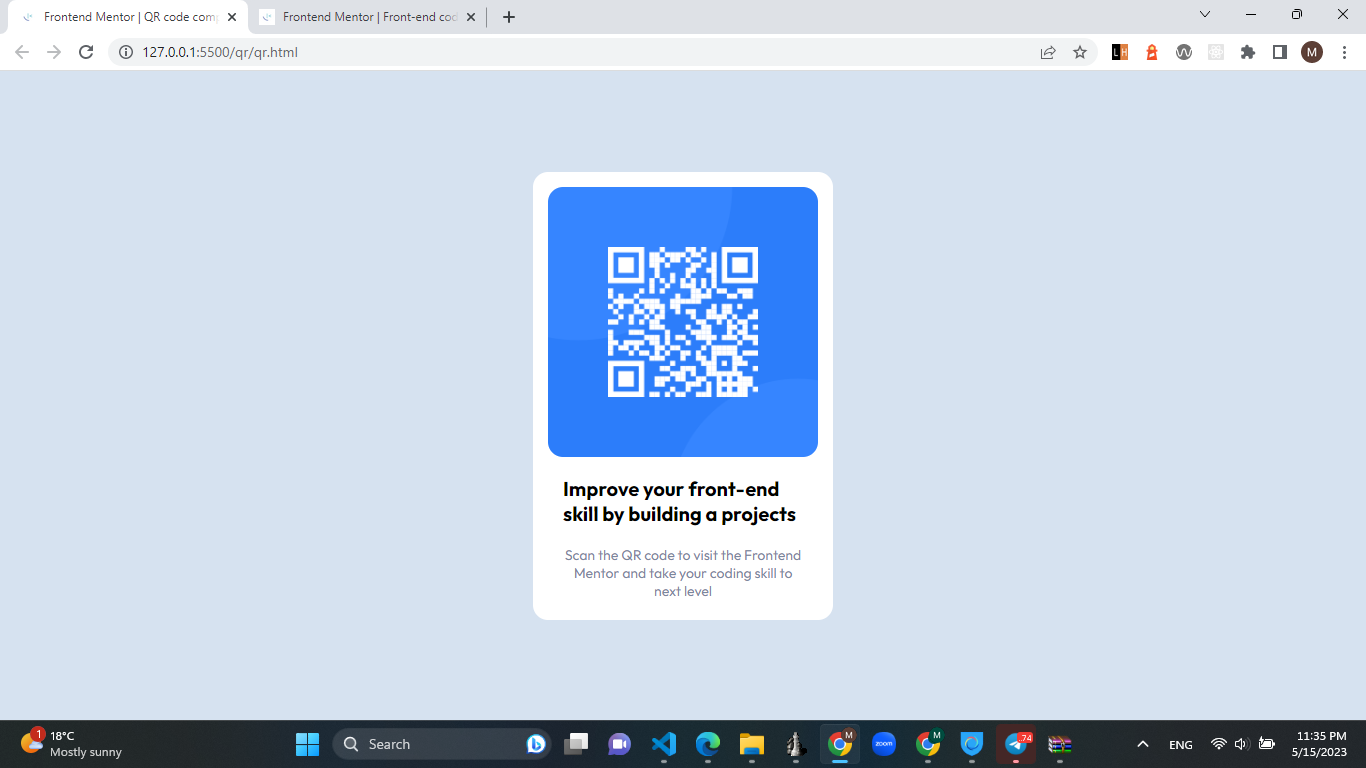 Frontend Mentor | QR code comp
Frontend Mentor | Front-end cod
127.0.0.1:5500/qr/qr.html
L H
M
Improve your front-end
skill by building a projects
Scan the QR code to visit the Frontend
Mentor and take your coding skill to
next level
1
18°C
Mostly sunny
Search
M
zoom
M
74
ENG
11:35 PM
5/15/2023